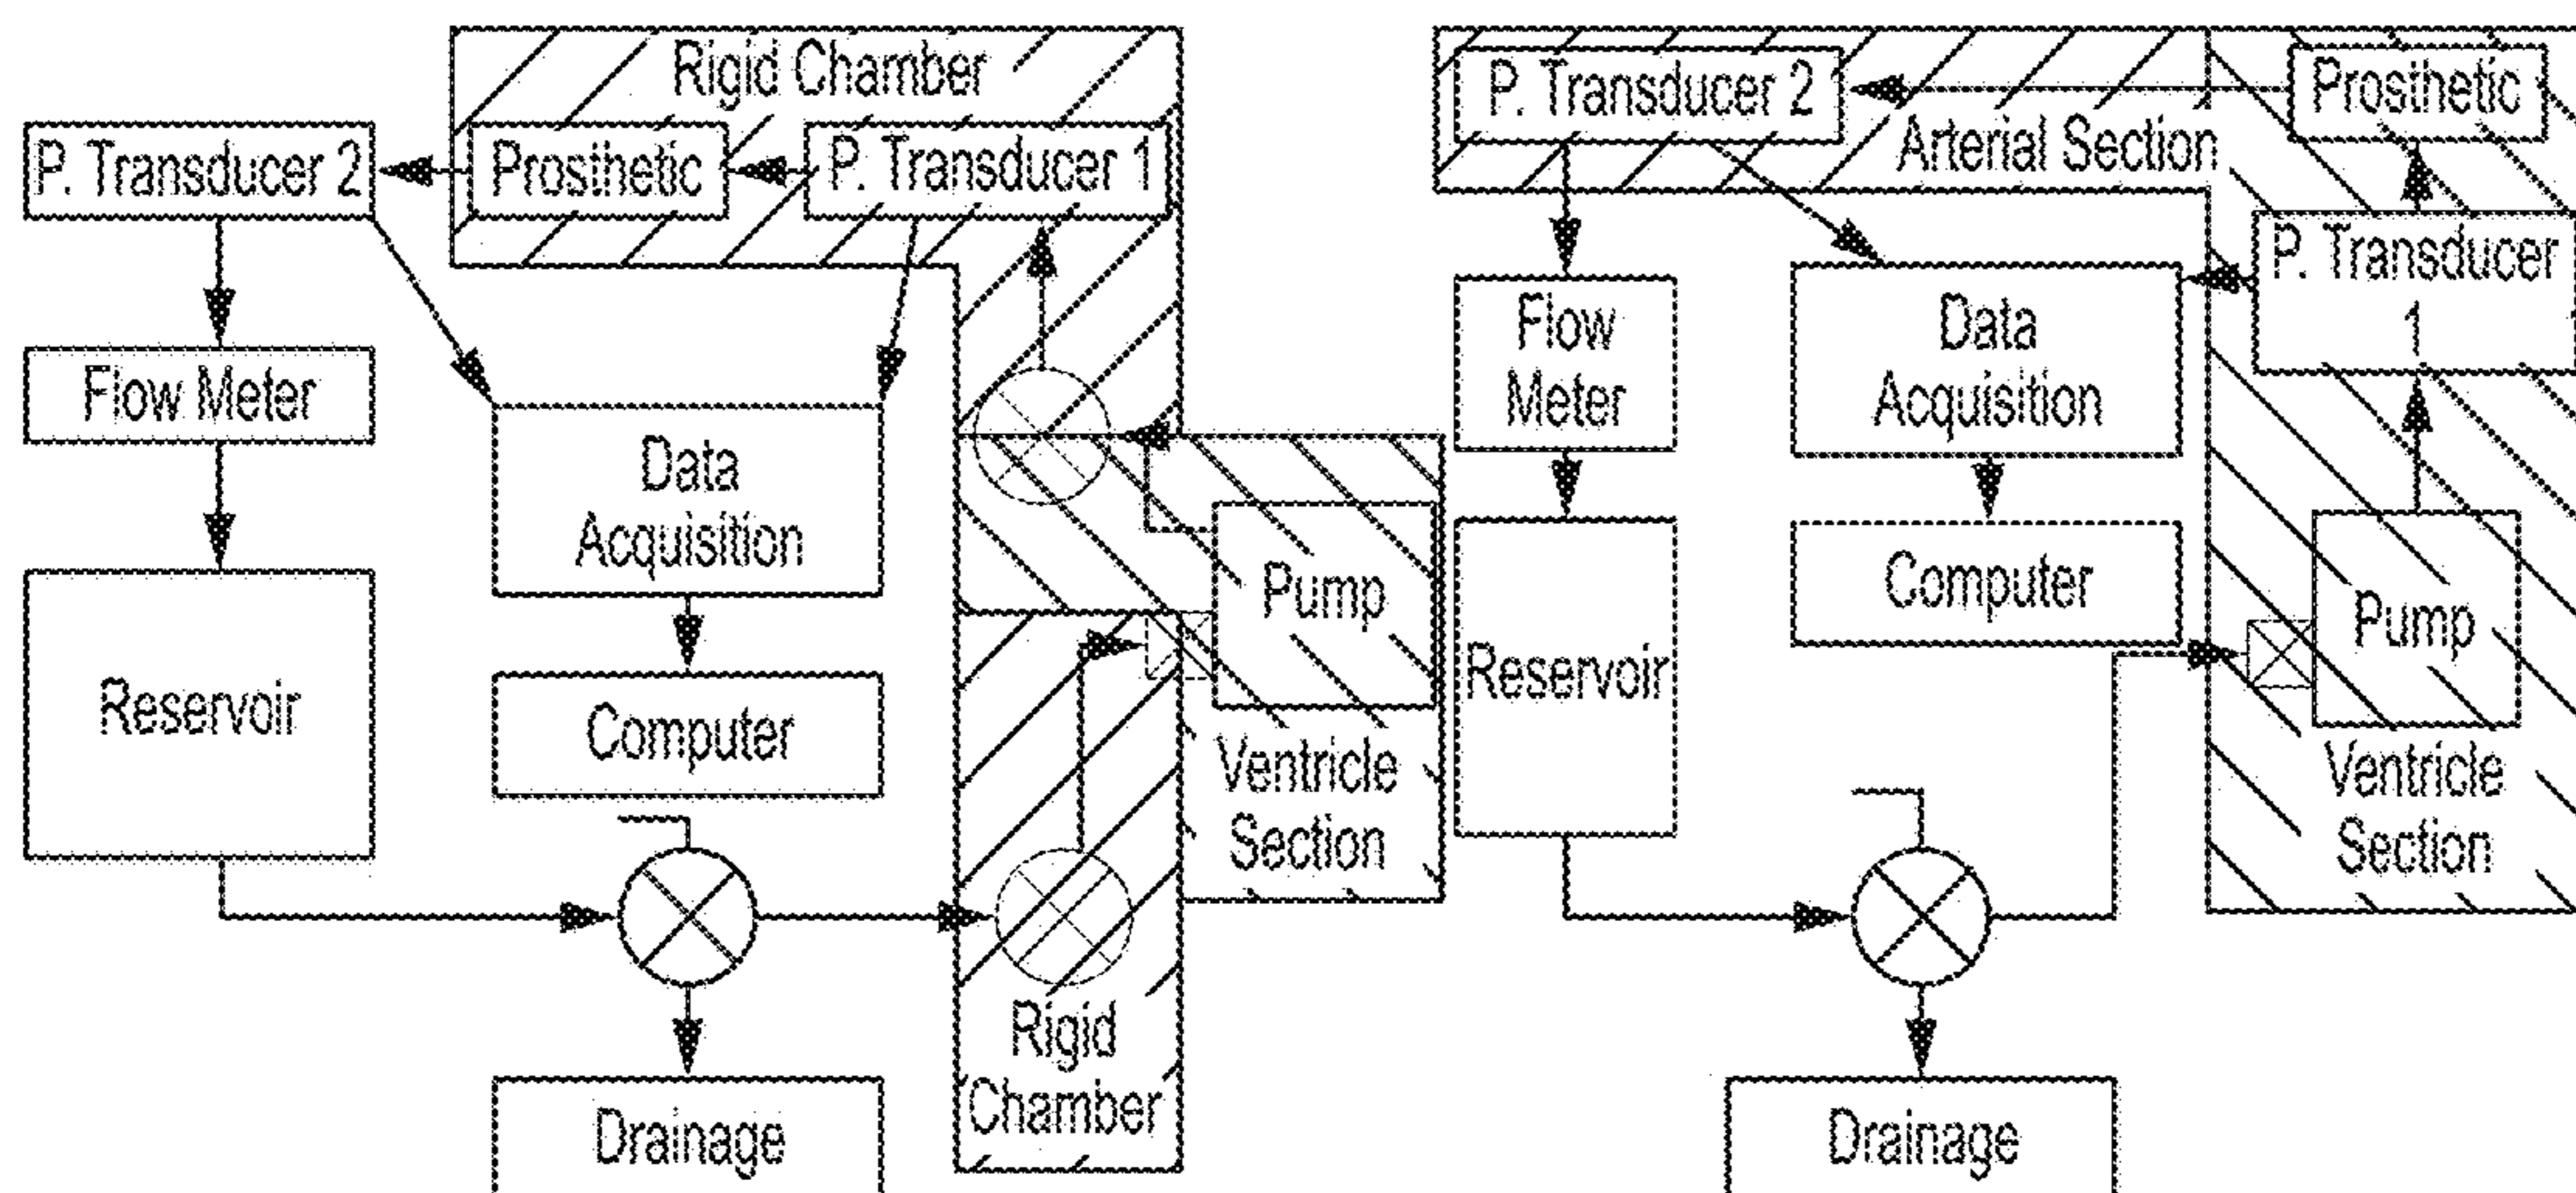 Rigid Chamber
P. Transducer 2
Prosthetic
P. Transducer 1
Flow Meter
Data
Acquisition
Reservoir
Computer
Pump
Ventricle
Section
Rigid
Chamber
Drainage
P. Transducer 2
Prosthetic
Arterial Section
P. Transducer
1
Flow
Meter
Data
Acquisition
Reservoir
Computer
Pump
Ventricle
Section
Drainage